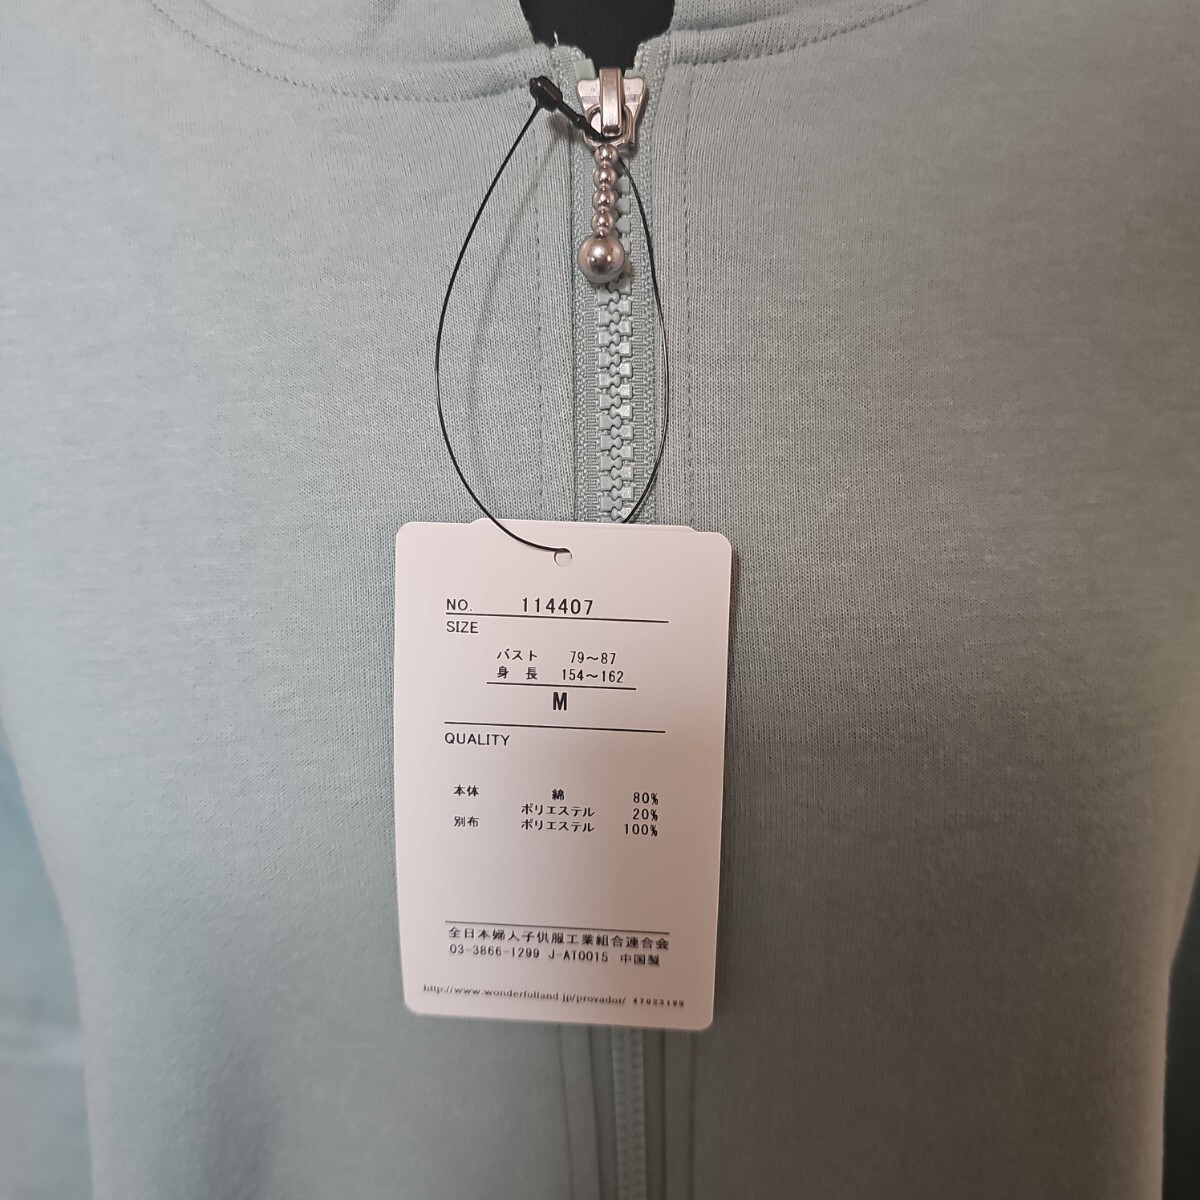 NO. 114407
SIZE
バスト 79～87
身 長 154～162
M
QUALITY
本体 綿 80%
ポリエステル 20%
別布 ポリエステル 100%
全日本婦人子供服工業組合連合会
03-3866-1299 J-AT0015 中国製
http://www.wonderfulland.jp/provador/ 47023199